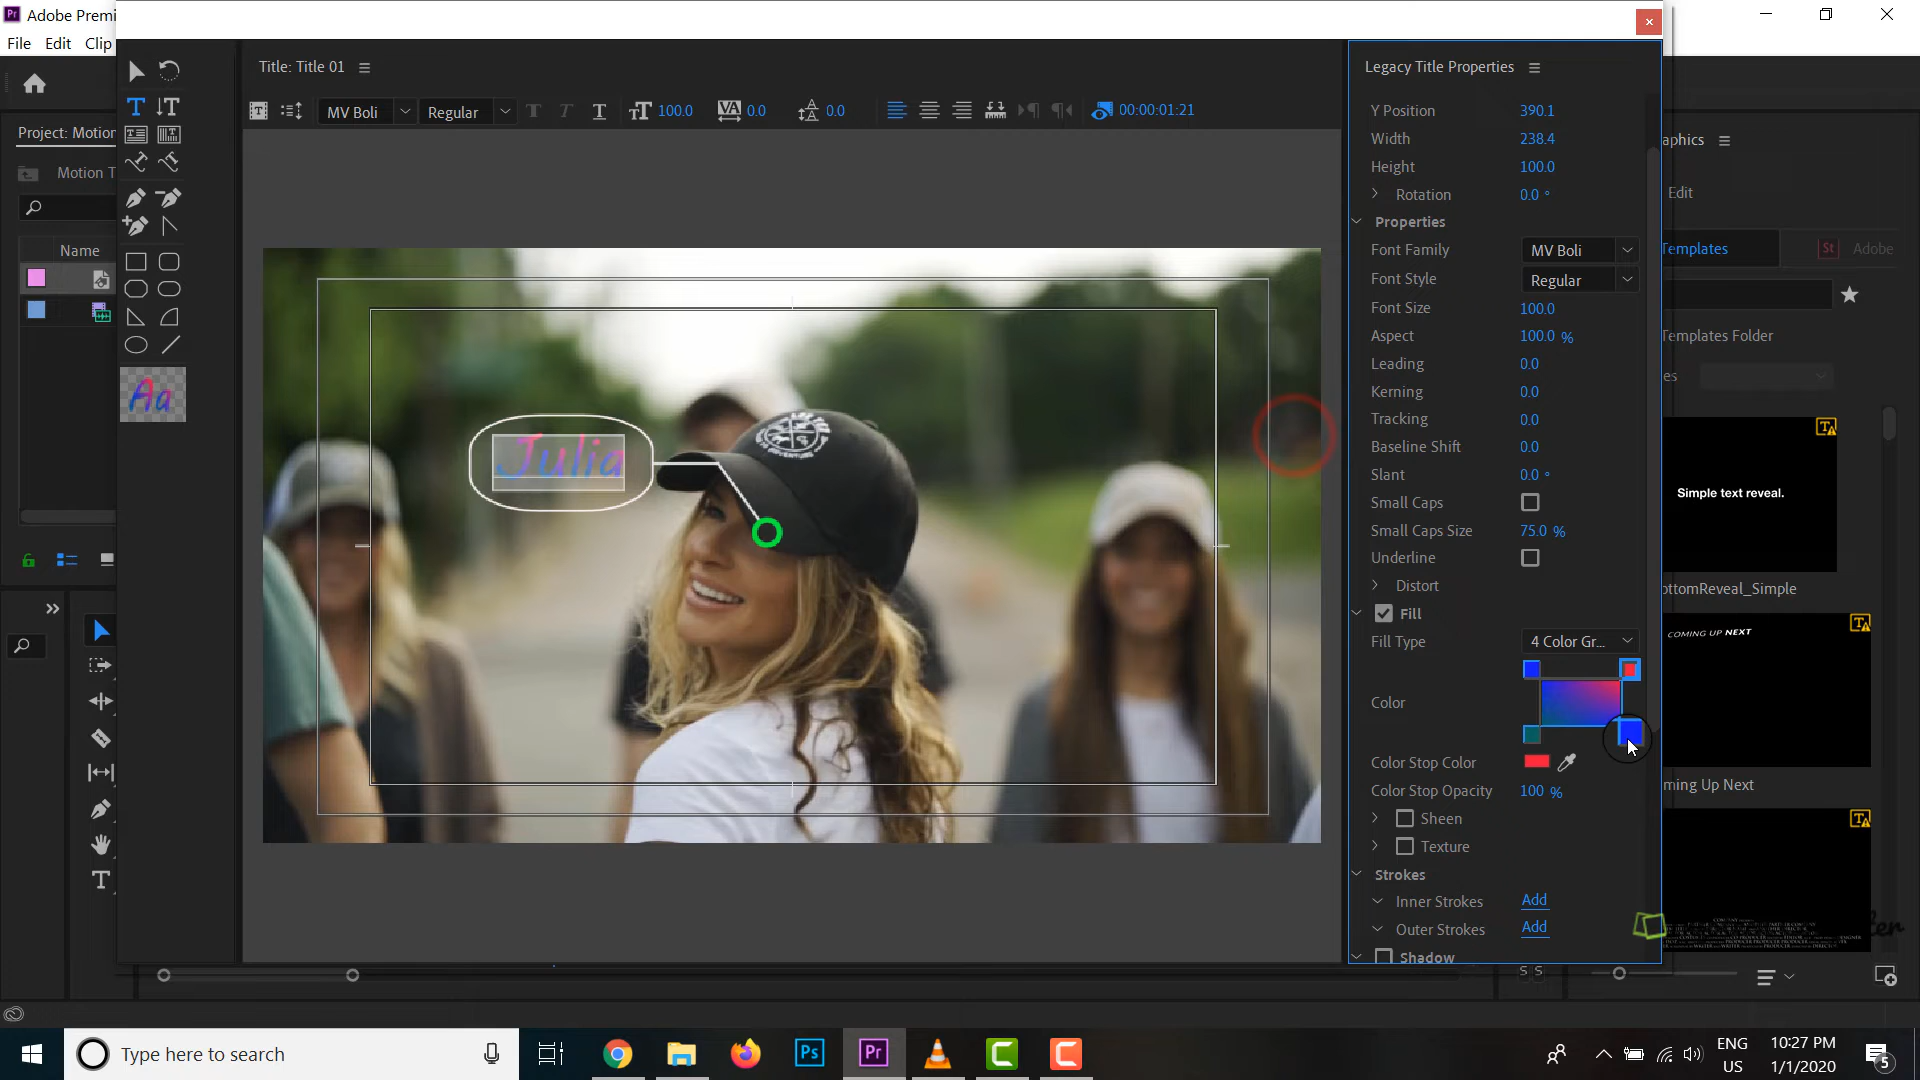 Adobe Premi
File Edit Clip
Title: Title 01
MV Boli Regular 100.0 0.0 0.0 00:00:01:21
Project: Motion
Motion T
Name
Aa
Julia
Legacy Title Properties
Y Position 390.1
Width 238.4
Height 100.0
Rotation 0.0 °
Properties
Font Family MV Boli
Font Style Regular
Font Size 100.0
Aspect 100.0 %
Leading 0.0
Kerning 0.0
Tracking 0.0
Baseline Shift 0.0
Slant 0.0 °
Small Caps
Small Caps Size 75.0 %
Underline
Distort
Fill
Fill Type 4 Color Gr...
Color
Color Stop Color
Color Stop Opacity 100 %
Sheen
Texture
Strokes
Inner Strokes Add
Outer Strokes Add
Shadow
aphics
Edit
Templates St Adobe
Templates Folder
es
Simple text reveal.
ottomReveal_Simple
COMING UP NEXT
ming Up Next
S S
Type here to search
Ps Pr
ENG
US
10:27 PM
1/1/2020
5